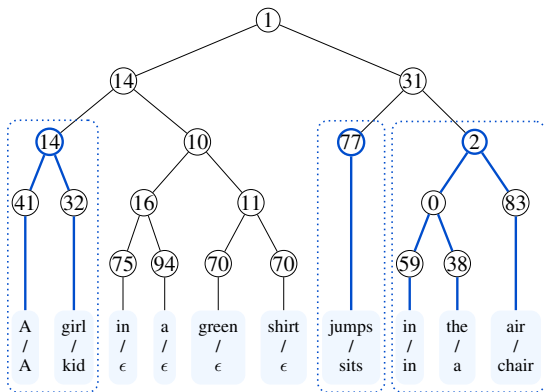 1
14 31
14 10 77 2
41 32 16 11 0 83
75 94 70 70 59 38
A girl in a green shirt jumps in the air
/ / / / / / / / / /
A kid ϵ ϵ ϵ ϵ sits in a chair